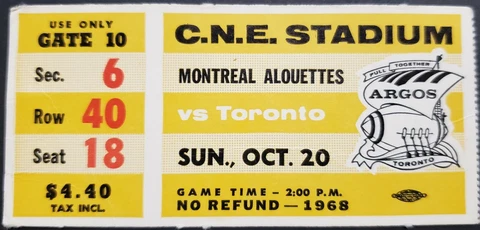 USE ONLY
GATE 10
Sec. 6
Row 40
Seat 18
$4.40
TAX INCL.
C.N.E. STADIUM
MONTREAL ALOUETTES
vs Toronto
SUN., OCT. 20
GAME TIME - 2:00 P.M.
NO REFUND - 1968
PULL TOGETHER
ARGOS
TORONTO